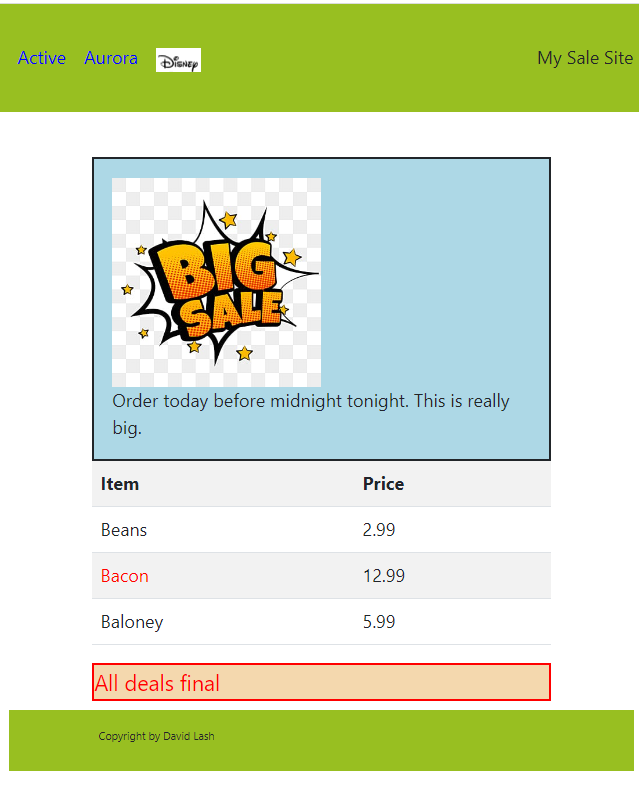 Active Aurora Disney My Sale Site
BIG
SALE
Order today before midnight tonight. This is really
big.
Item Price
Beans 2.99
Bacon 12.99
Baloney 5.99
All deals final
Copyright by David Lash